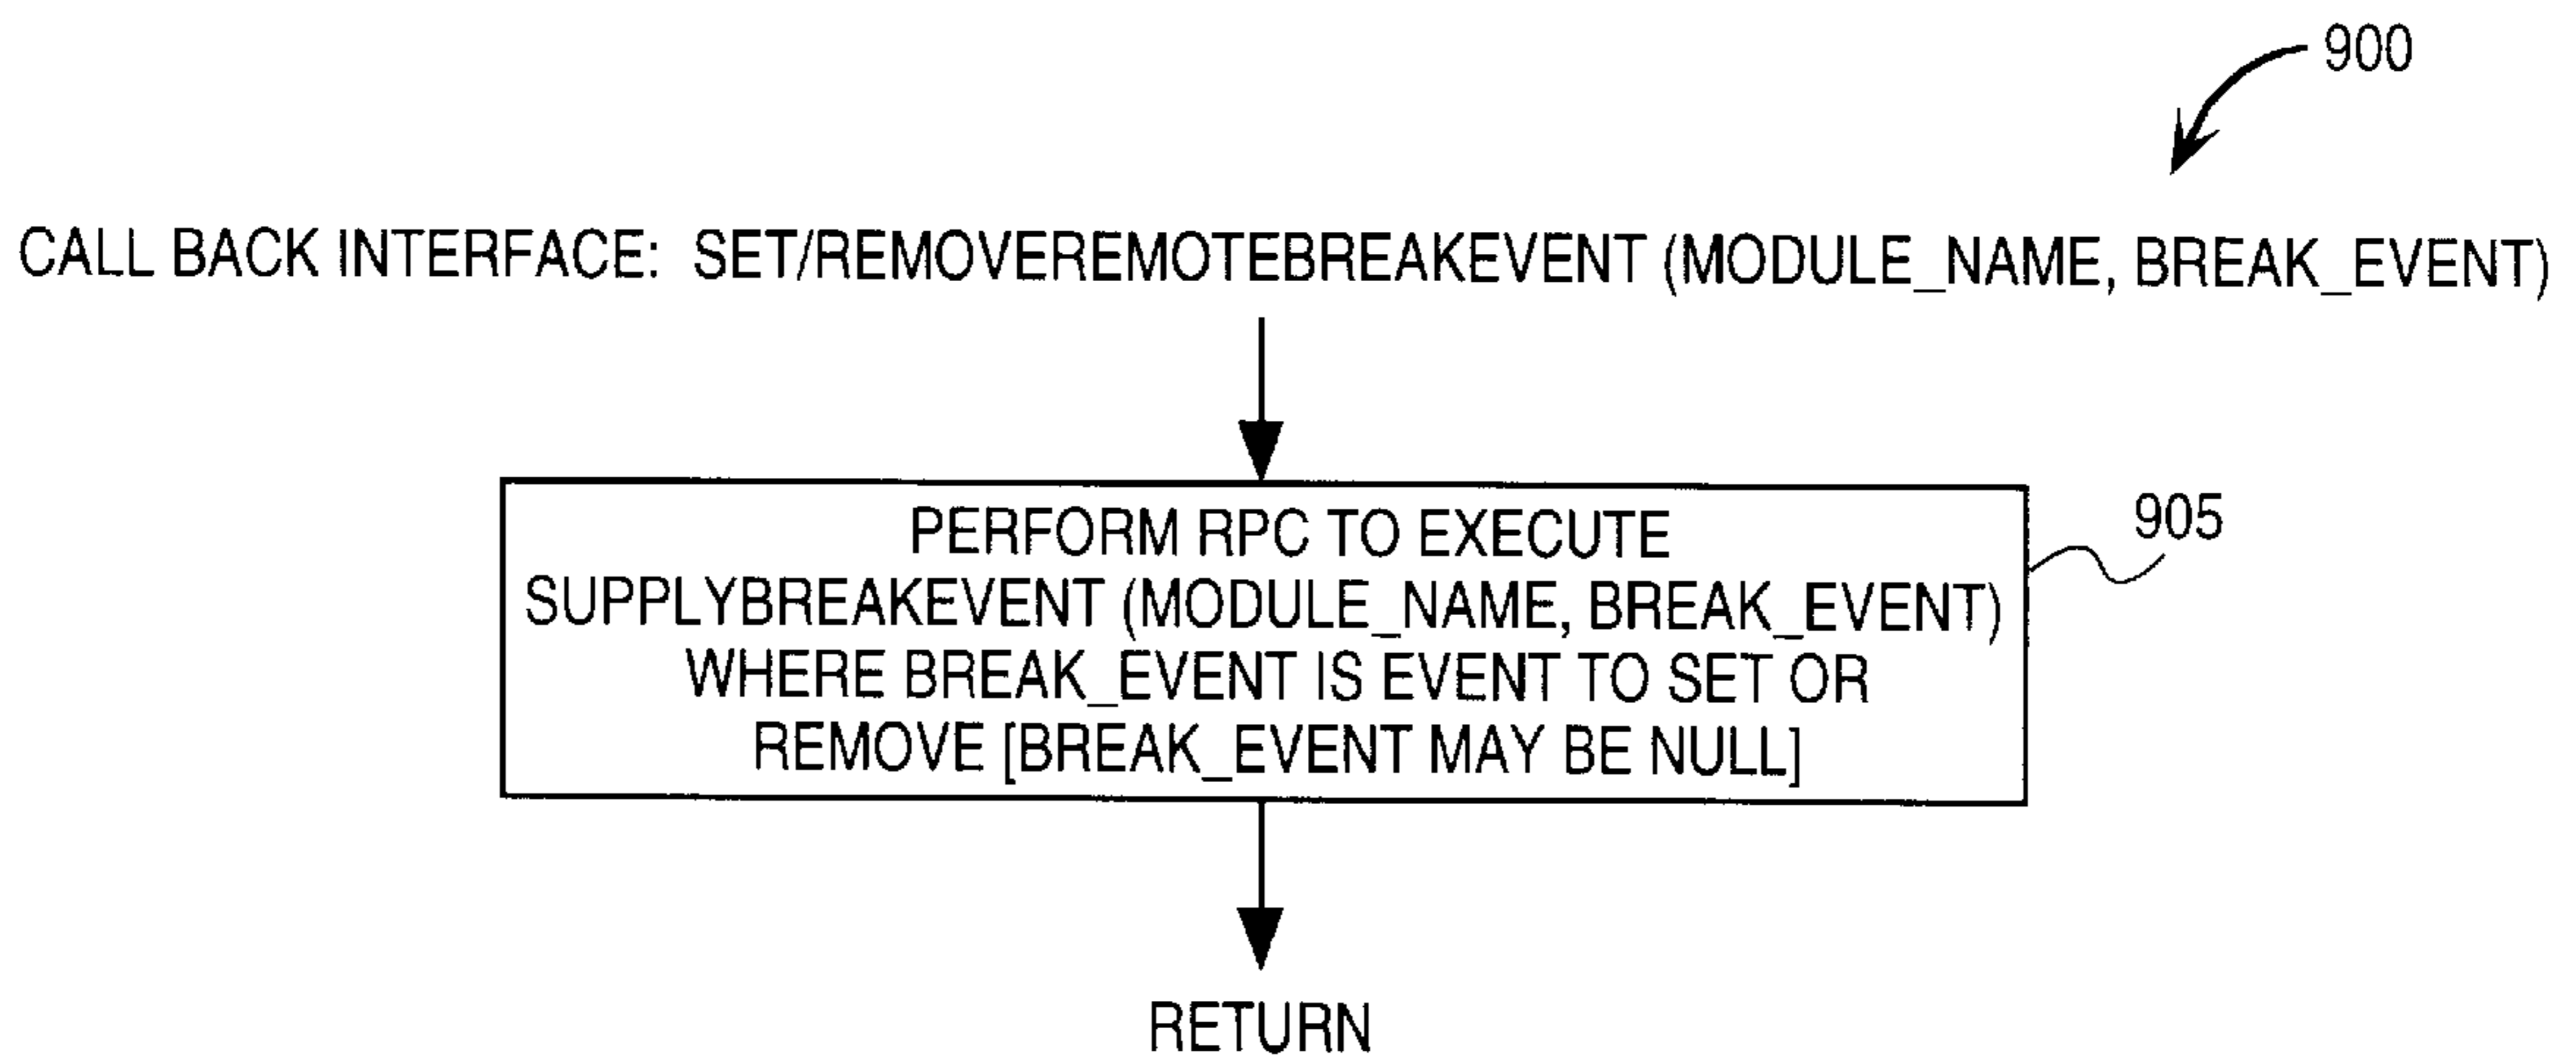 900
CALL BACK INTERFACE: SET/REMOVEREMOTEBREAKEVENT (MODULE_NAME, BREAK_EVENT)
PERFORM RPC TO EXECUTE
905
SUPPLYBREAKEVENT (MODULE_NAME, BREAK_EVENT)
WHERE BREAK_EVENT IS EVENT TO SET OR
REMOVE [BREAK_EVENT MAY BE NULL]
RETURN